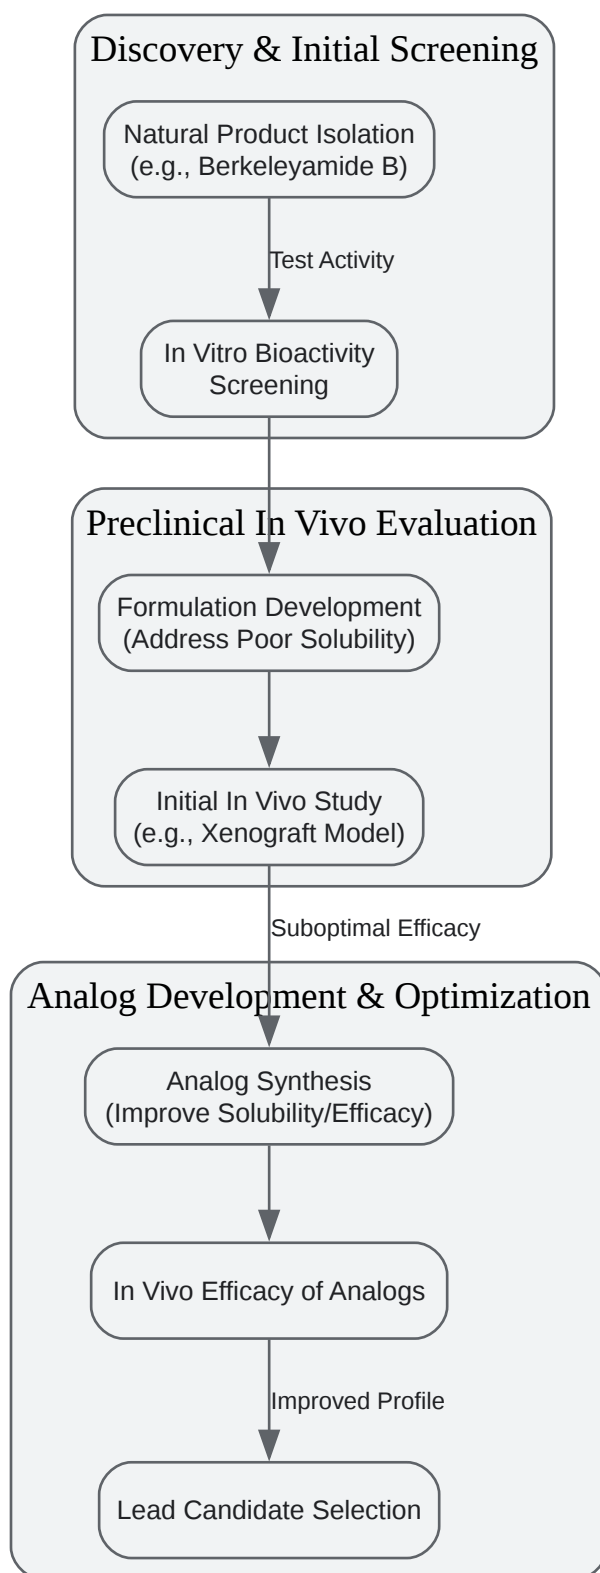 Discovery & Initial Screening
Natural Product Isolation
(e.g., Berkeleyamide B)
Test Activity
In Vitro Bioactivity
Screening
Preclinical In Vivo Evaluation
Formulation Development
(Address Poor Solubility)
Initial In Vivo Study
(e.g., Xenograft Model)
Suboptimal Efficacy
Analog Development & Optimization
Analog Synthesis
(Improve Solubility/Efficacy)
In Vivo Efficacy of Analogs
Improved Profile
Lead Candidate Selection